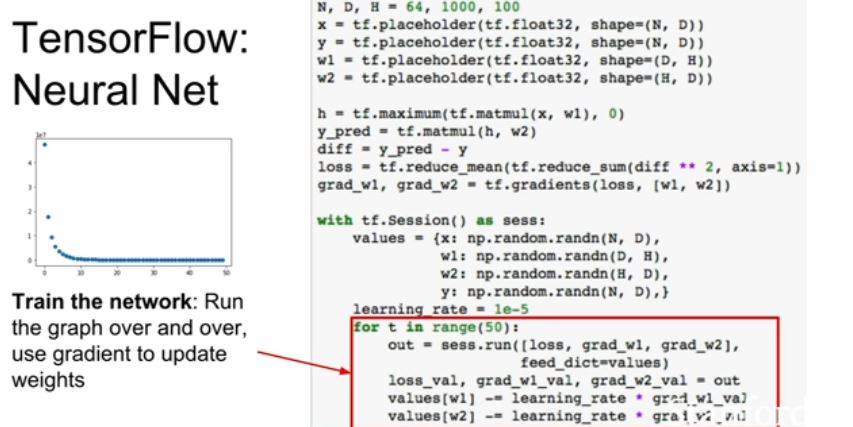 TensorFlow:
Neural Net
1e7
4
3
2
1
0
0 10 20 30 40 50
Train the network: Run
the graph over and over,
use gradient to update
weights
N, D, H = 64, 1000, 100
x = tf.placeholder(tf.float32, shape=(N, D))
y = tf.placeholder(tf.float32, shape=(N, D))
w1 = tf.placeholder(tf.float32, shape=(D, H))
w2 = tf.placeholder(tf.float32, shape=(H, D))
h = tf.maximum(tf.matmul(x, w1), 0)
y_pred = tf.matmul(h, w2)
diff = y_pred - y
loss = tf.reduce_mean(tf.reduce_sum(diff ** 2, axis=1))
grad_w1, grad_w2 = tf.gradients(loss, [w1, w2])
with tf.Session() as sess:
values = {x: np.random.randn(N, D),
w1: np.random.randn(D, H),
w2: np.random.randn(H, D),
y: np.random.randn(N, D),}
learning_rate = 1e-5
for t in range(50):
out = sess.run([loss, grad_w1, grad_w2],
feed_dict=values)
loss_val, grad_w1_val, grad_w2_val = out
values[w1] -= learning_rate * grad_w1_val
values[w2] -= learning_rate *